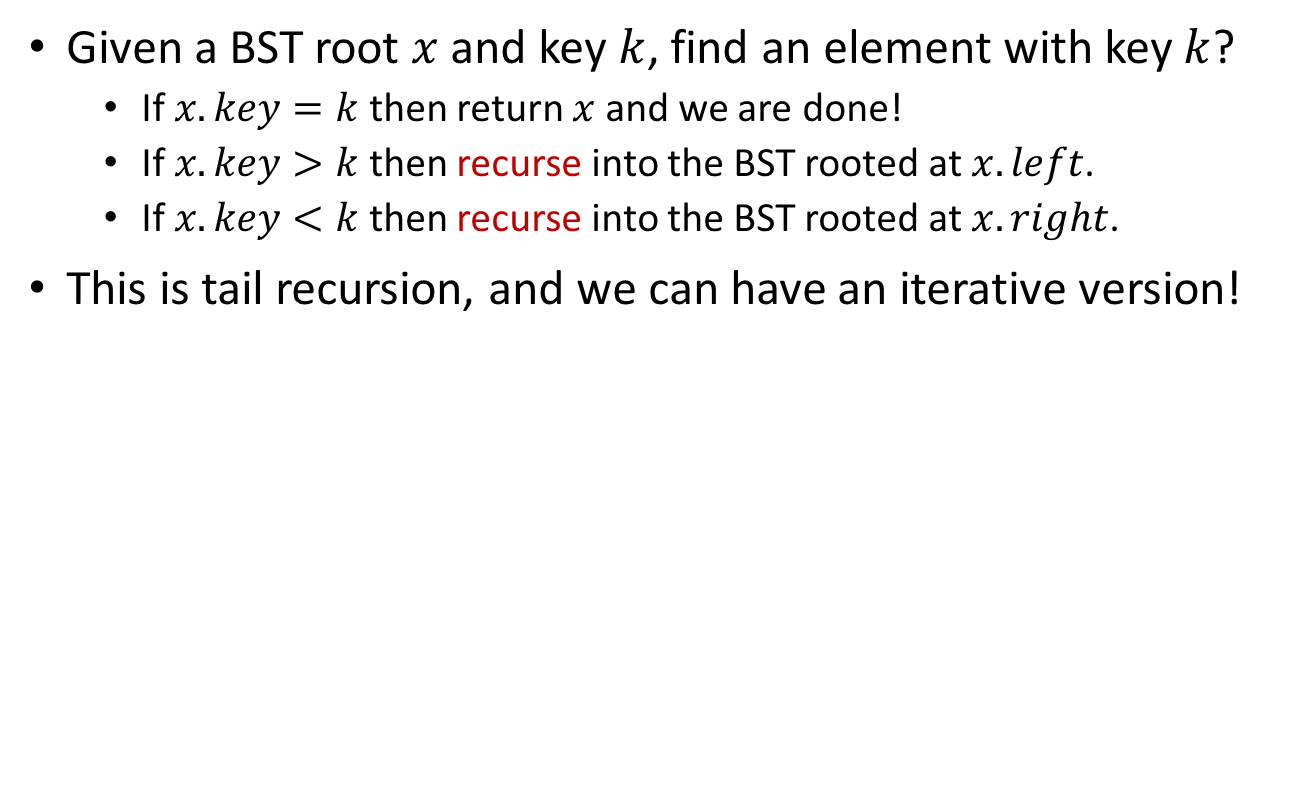 • Given a BST root 𝑥 and key 𝑘, find an element with key 𝑘?
• If 𝑥. 𝑘𝑒𝑦 = 𝑘 then return 𝑥 and we are done!
• If 𝑥. 𝑘𝑒𝑦 > 𝑘 then recurse into the BST rooted at 𝑥. 𝑙𝑒𝑓𝑡.
• If 𝑥. 𝑘𝑒𝑦 < 𝑘 then recurse into the BST rooted at 𝑥. 𝑟𝑖𝑔ℎ𝑡.
• This is tail recursion, and we can have an iterative version!